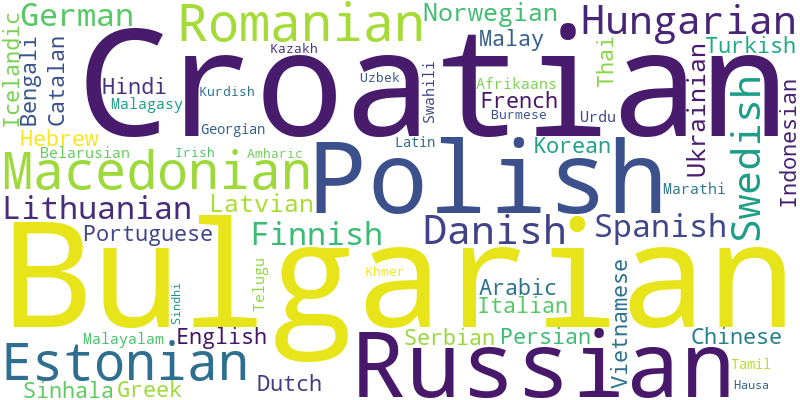 German
Romanian
Norwegian
Hungarian
Icelandic
Bengali
Catalan
Croatian
Kazakh
Malay
Thai
Turkish
Hindi
Kurdish
Uzbek
Swahili
Afrikaans
French
Malagasy
Burmese
Urdu
Ukrainian
Indonesian
Hebrew
Georgian
Latin
Korean
Swedish
Belarusian
Irish
Amharic
Macedonian
Polish
Marathi
Lithuanian
Latvian
Portuguese
Finnish
Danish
Spanish
Bulgarian
Sindhi
Telugu
Khmer
Arabic
Italian
Vietnamese
Malayalam
English
Serbian
Persian
Chinese
Estonian
Russian
Tamil
Sinhala
Greek
Dutch
Hausa